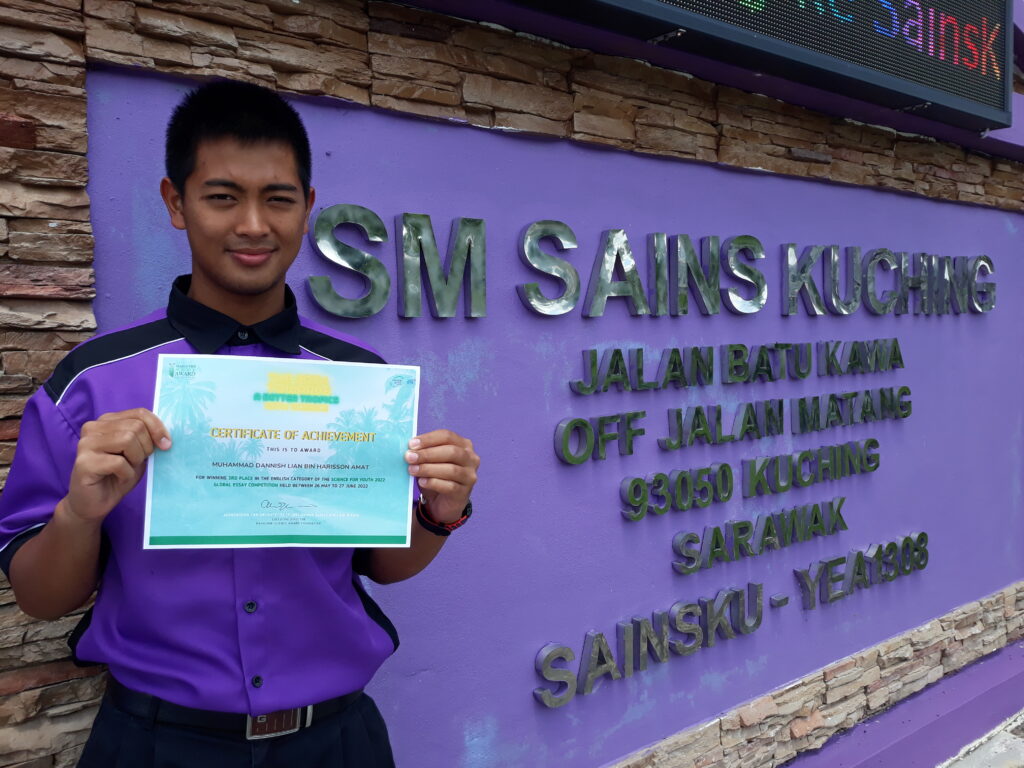 Sainsk
SM SAINS KUCHING
JALAN BATU KAWA
OFF JALAN MATANG
93050 KUCHING
SARAWAK
SAINSKU - YEA1308
AWARD
A BETTER TROPICS
CERTIFICATE OF ACHIEVEMENT
THIS IS TO AWARD
MUHAMMAD DANNISH LIAN BIN HARISSON AMAT
FOR WINNING 3RD PLACE IN THE ENGLISH CATEGORY OF THE SCIENCE FOR YOUTH 2022
GLOBAL ESSAY COMPETITION HELD BETWEEN 26 MAY TO 27 JUNE 2022